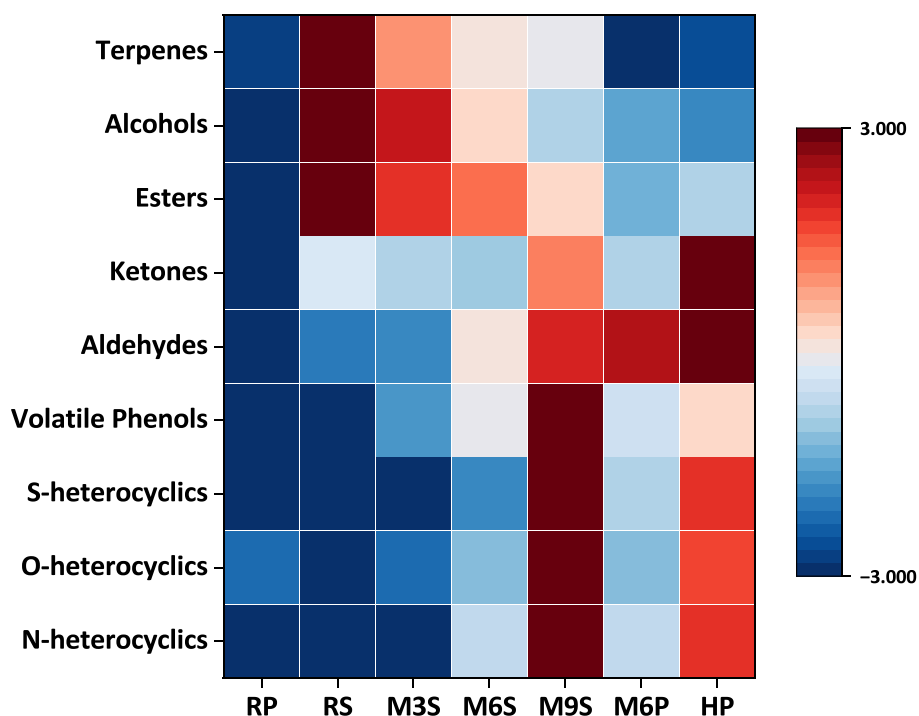 Terpenes
Alcohols
Esters
Ketones
Aldehydes
Volatile Phenols
S-heterocyclics
O-heterocyclics
N-heterocyclics
RP RS M3S M6S M9S M6P HP
3.000
−3.000